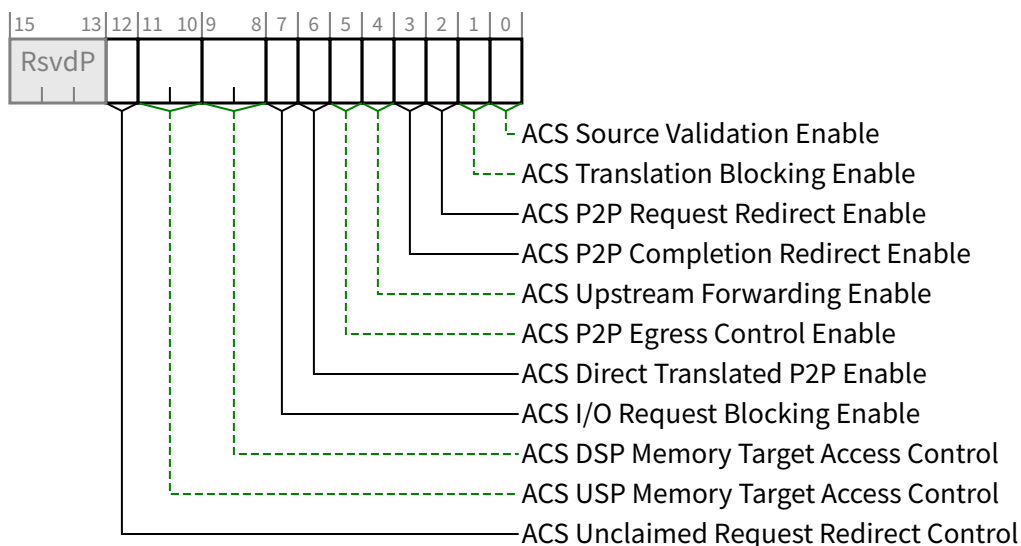 15 13 12 11 10 9 8 7 6 5 4 3 2 1 0
RsvdP
ACS Source Validation Enable
ACS Translation Blocking Enable
ACS P2P Request Redirect Enable
ACS P2P Completion Redirect Enable
ACS Upstream Forwarding Enable
ACS P2P Egress Control Enable
ACS Direct Translated P2P Enable
ACS I/O Request Blocking Enable
ACS DSP Memory Target Access Control
ACS USP Memory Target Access Control
ACS Unclaimed Request Redirect Control